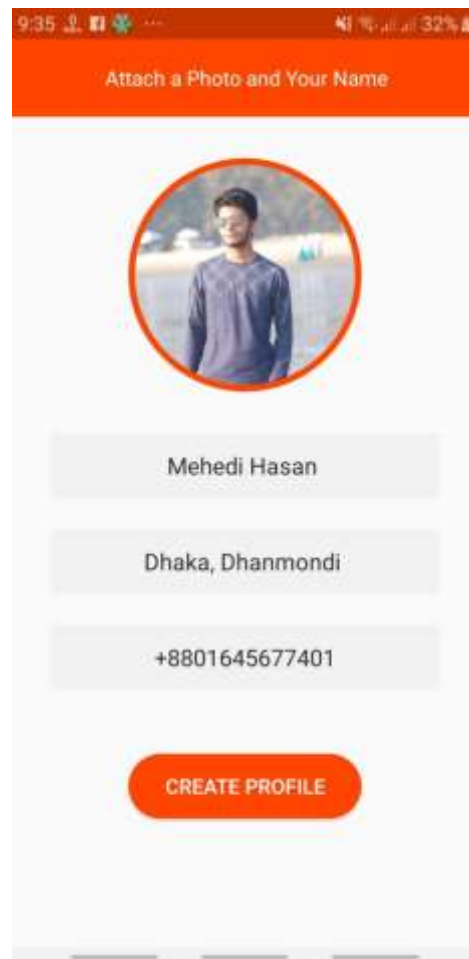 9:35 32%
Attach a Photo and Your Name
Mehedi Hasan
Dhaka, Dhanmondi
+8801645677401
CREATE PROFILE